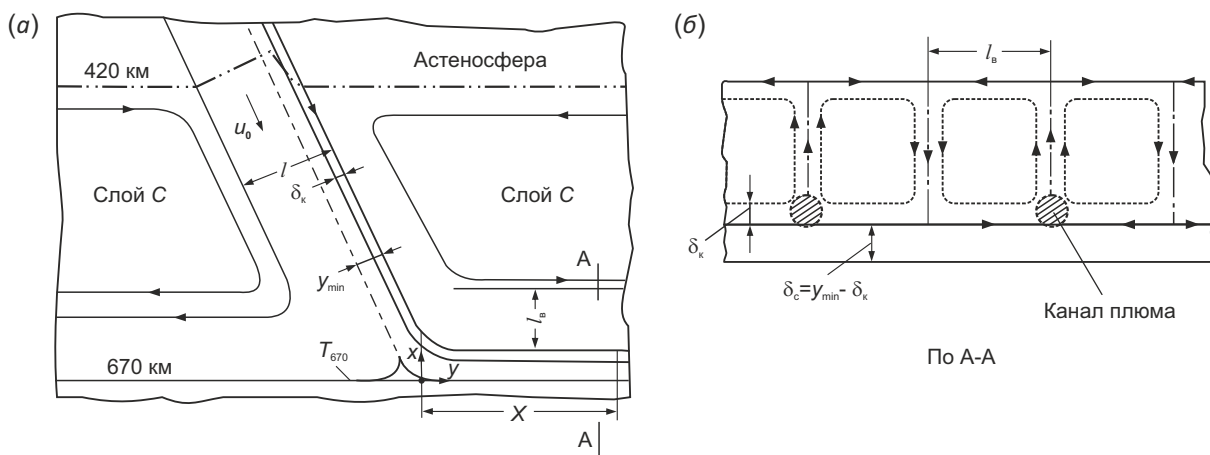 (а)
420 км
Астеносфера
u₀
l
δк
Слой С
Слой С
A
ymin
lв
T₆₇₀
670 км
x
y
X
A
(б)
lв
δк
δс=ymin- δк
Канал плюма
По А-А